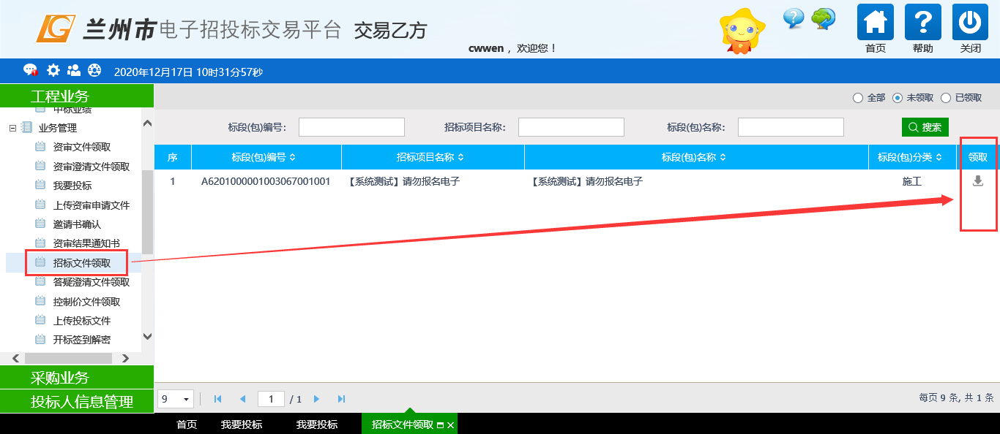 兰州市电子招投标交易平台 交易乙方
cwwen ，欢迎您！
首页 帮助 关闭
2020年12月17日 10时31分57秒
工程业务
中标业绩
业务管理
资审文件领取
资审澄清文件领取
我要投标
上传资审申请文件
邀请书确认
资审结果通知书
招标文件领取
答疑澄清文件领取
控制价文件领取
上传投标文件
开标签到解密
采购业务
投标人信息管理
全部 未领取 已领取
标段(包)编号： 招标项目名称： 标段(包)名称： 搜索
序 标段(包)编号 招标项目名称 标段(包)名称 标段(包)分类 领取
1 A6201000001003067001001 【系统测试】请勿报名电子 【系统测试】请勿报名电子 施工
9 1 / 1 每页 9 条, 共 1 条
首页 我要投标 我要投标 招标文件领取